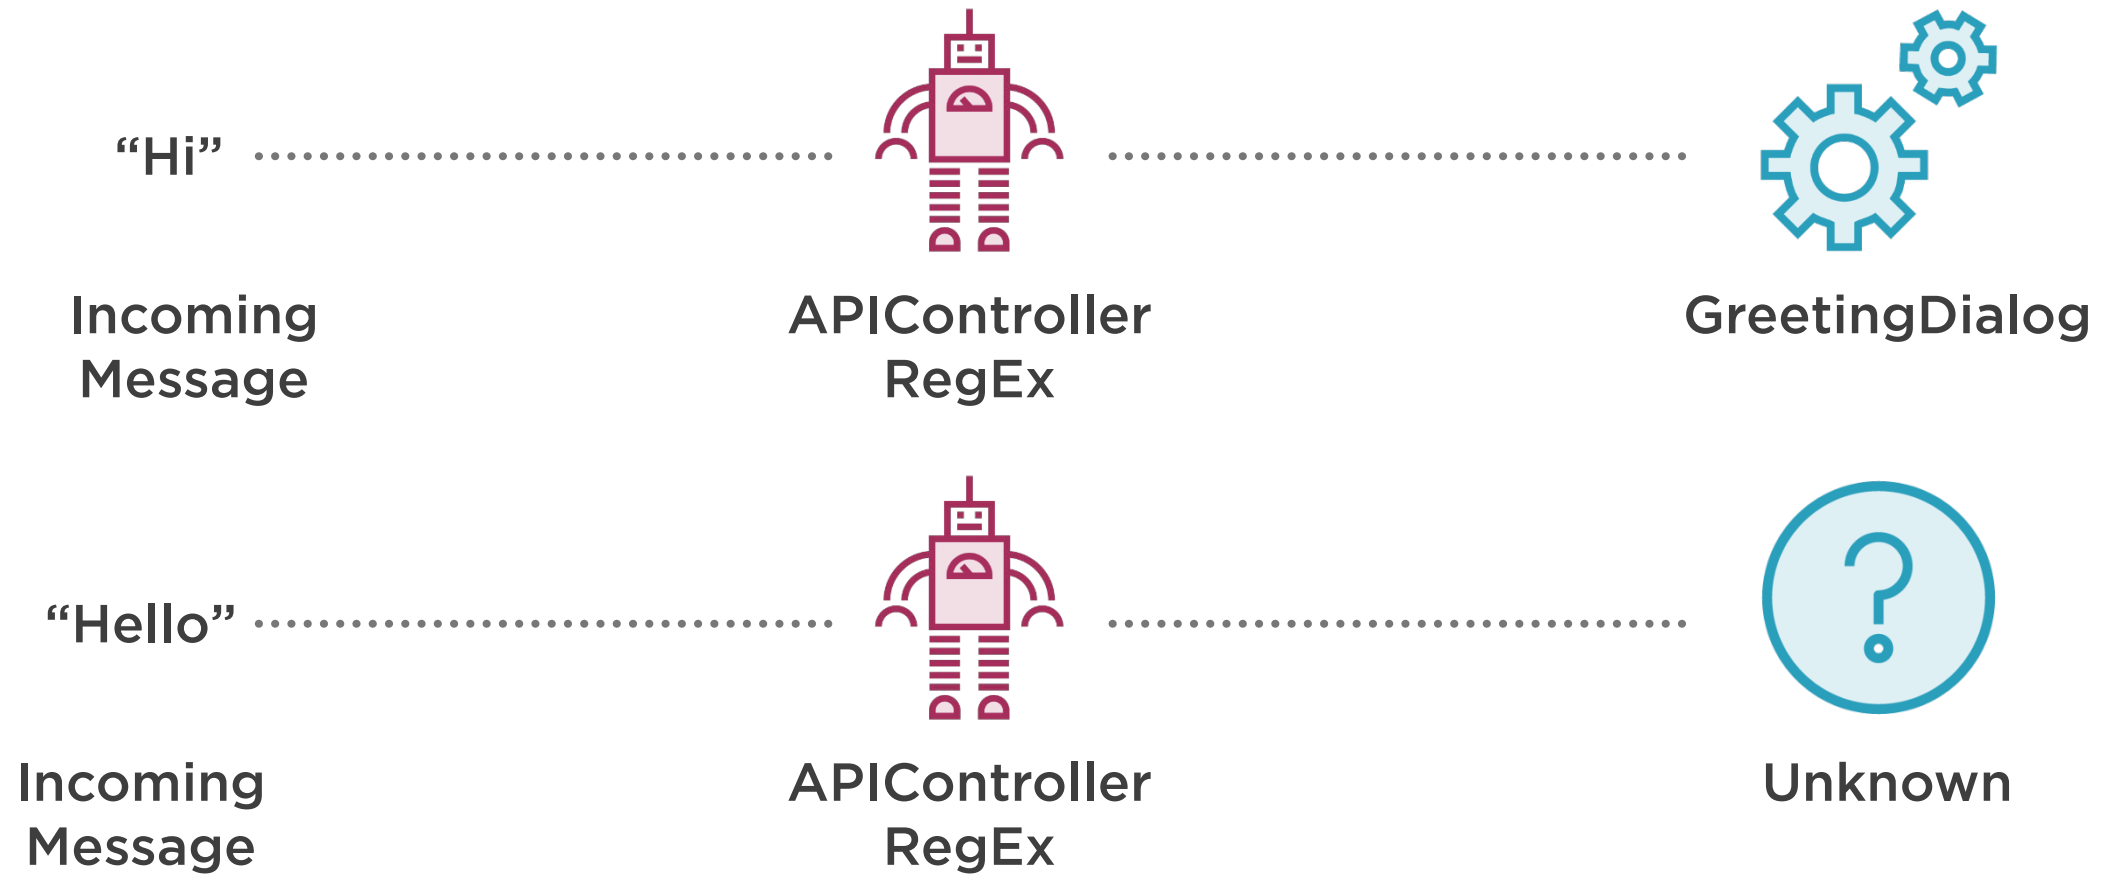 “Hi”
Incoming
Message
APIController
RegEx
GreetingDialog
“Hello”
Incoming
Message
APIController
RegEx
Unknown